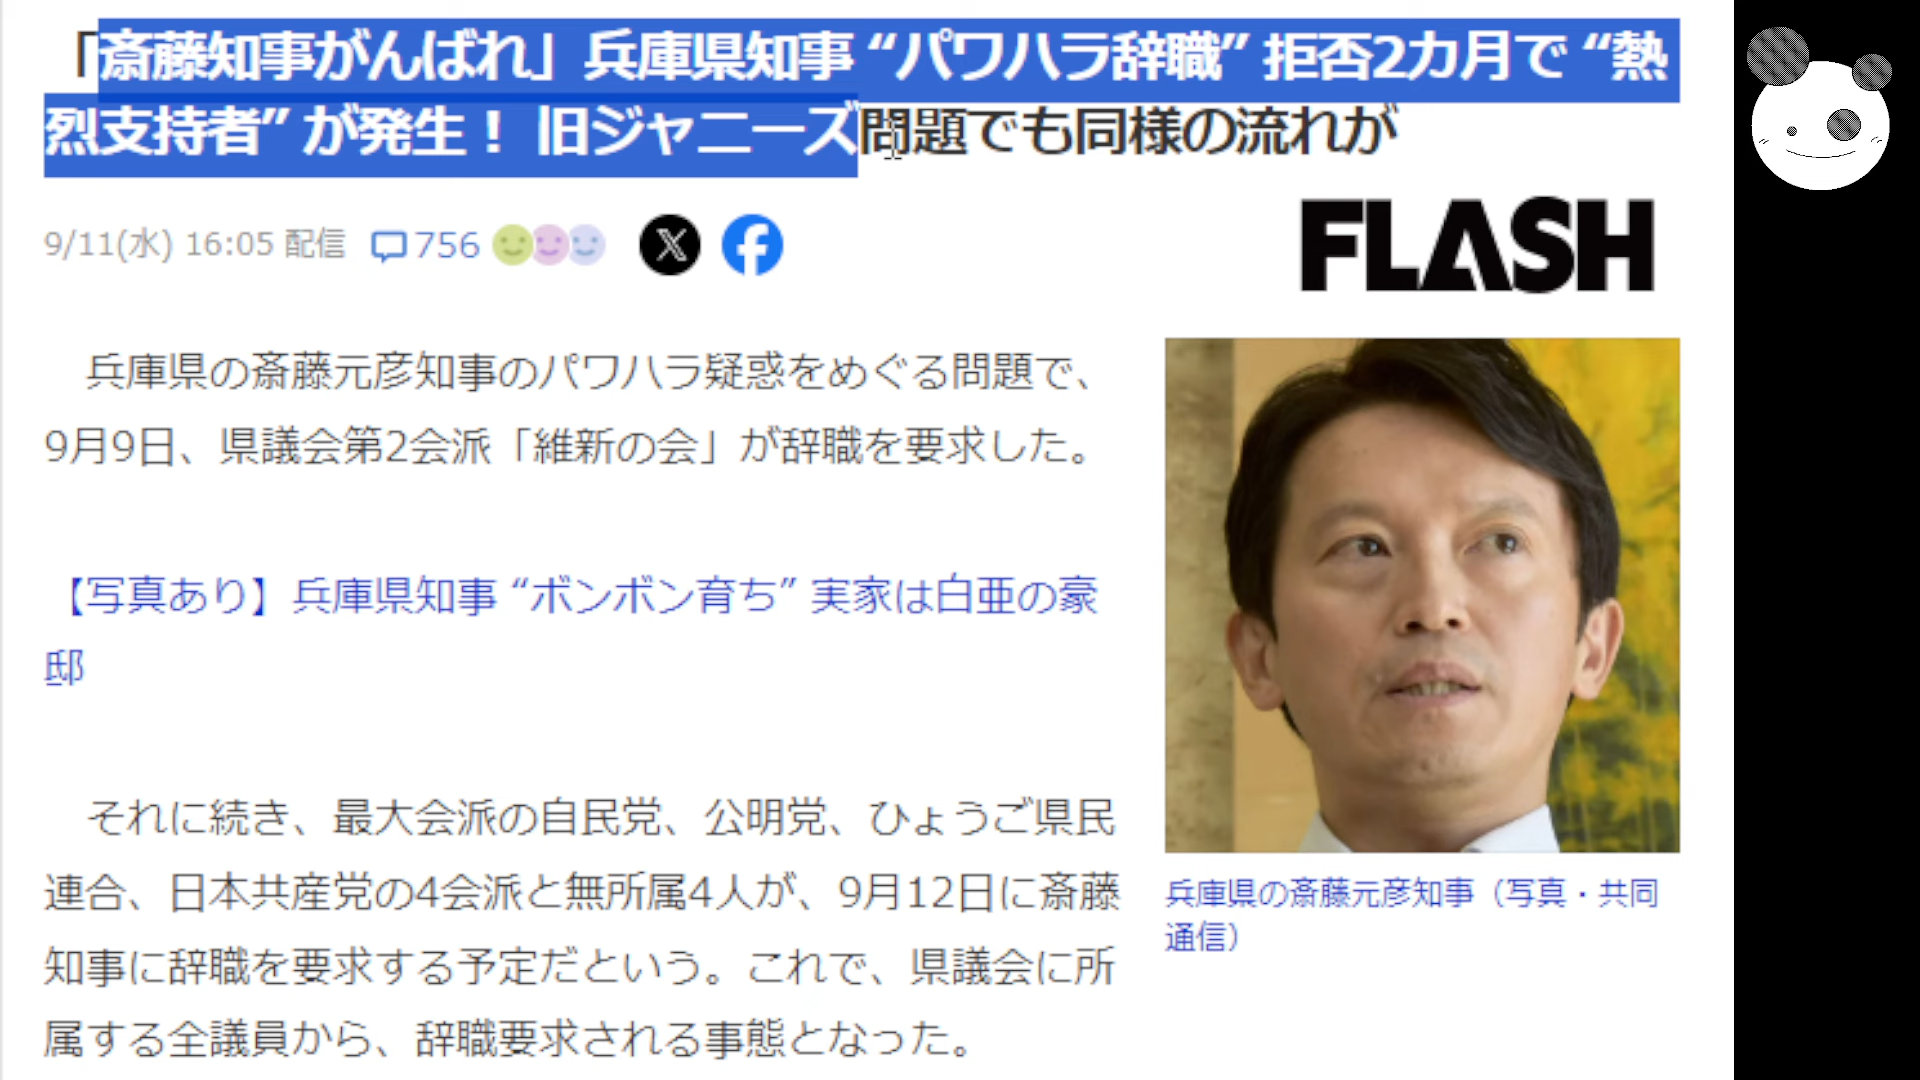 「斎藤知事がんばれ」兵庫県知事 “パワハラ辞職” 拒否2カ月で “熱
烈支持者” が発生！ 旧ジャニーズ問題でも同様の流れが
9/11(水) 16:05 配信 756
FLASH
兵庫県の斎藤元彦知事のパワハラ疑惑をめぐる問題で、
9月9日、県議会第2会派「維新の会」が辞職を要求した。
【写真あり】兵庫県知事 “ボンボン育ち” 実家は白亜の豪
邸
それに続き、最大会派の自民党、公明党、ひょうご県民
連合、日本共産党の4会派と無所属4人が、9月12日に斎藤
知事に辞職を要求する予定だという。これで、県議会に所
属する全議員から、辞職要求される事態となった。
兵庫県の斎藤元彦知事（写真・共同
通信）